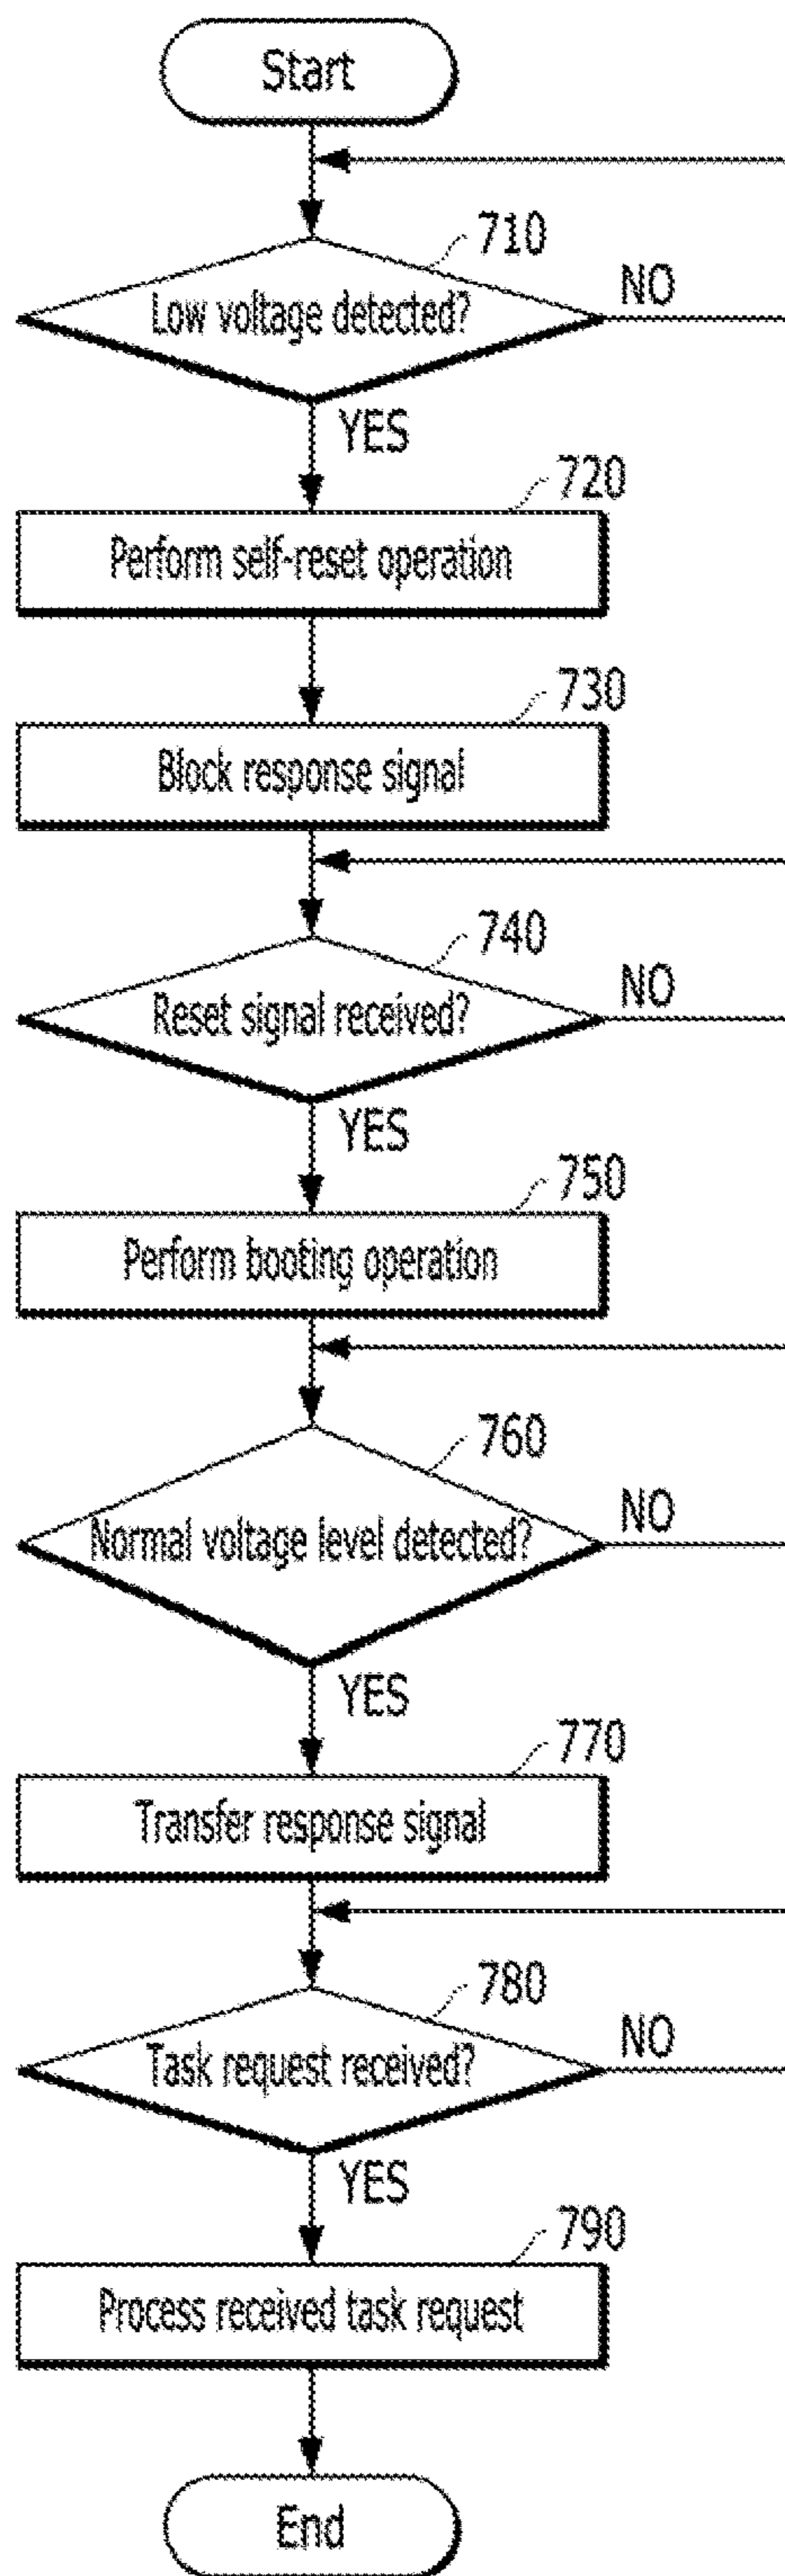 Start
710
Low voltage detected?
NO
YES
720
Perform self-reset operation
730
Block response signal
740
Reset signal received?
NO
YES
750
Perform booting operation
760
Normal voltage level detected?
NO
YES
770
Transfer response signal
780
Task request received?
NO
YES
790
Process received task request
End